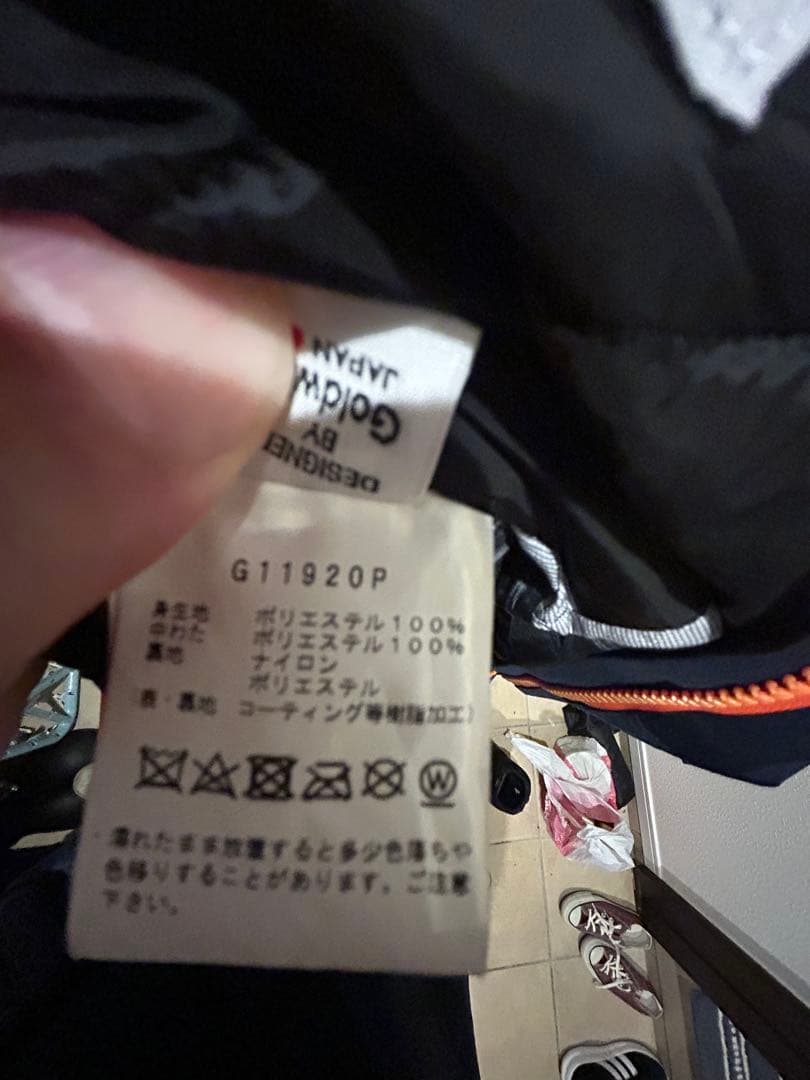 DESIGNE
BY
Goldw
JAPAN
G11920P
身生地 ポリエステル100%
中わた ポリエステル100%
裏地 ナイロン
ポリエステル
表・裏地 コーティング等樹脂加工)
W
濡れたまま放置すると多少色落ちや
色移りすることがあります。ご注意
下さい。